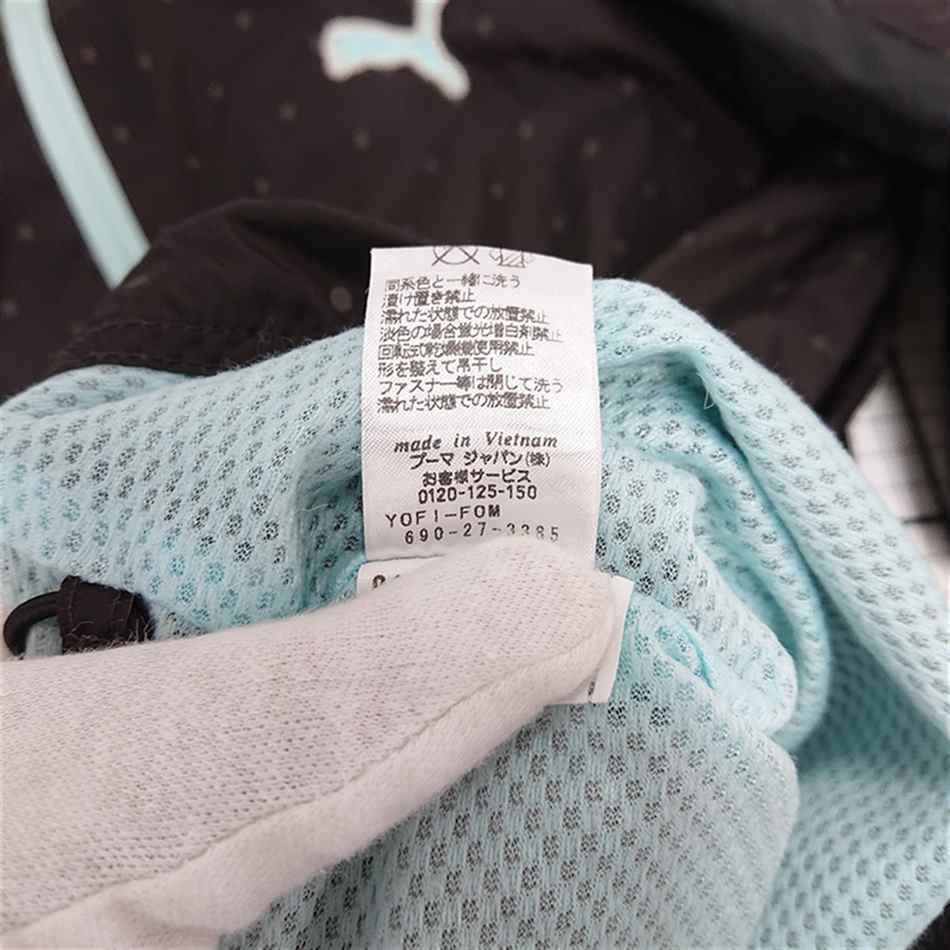 同系色と一緒に洗う
漬け置き禁止
濡れた状態での放置禁止
淡色の場合蛍光増白剤禁止
回転式乾燥機使用禁止
形を整えて吊干し
ファスナー等は閉じて洗う
濡れた状態での放置禁止
made in Vietnam
プーマ ジャパン(株)
お客様サービス
0120-125-150
YOFI-FOM
690-27-3385